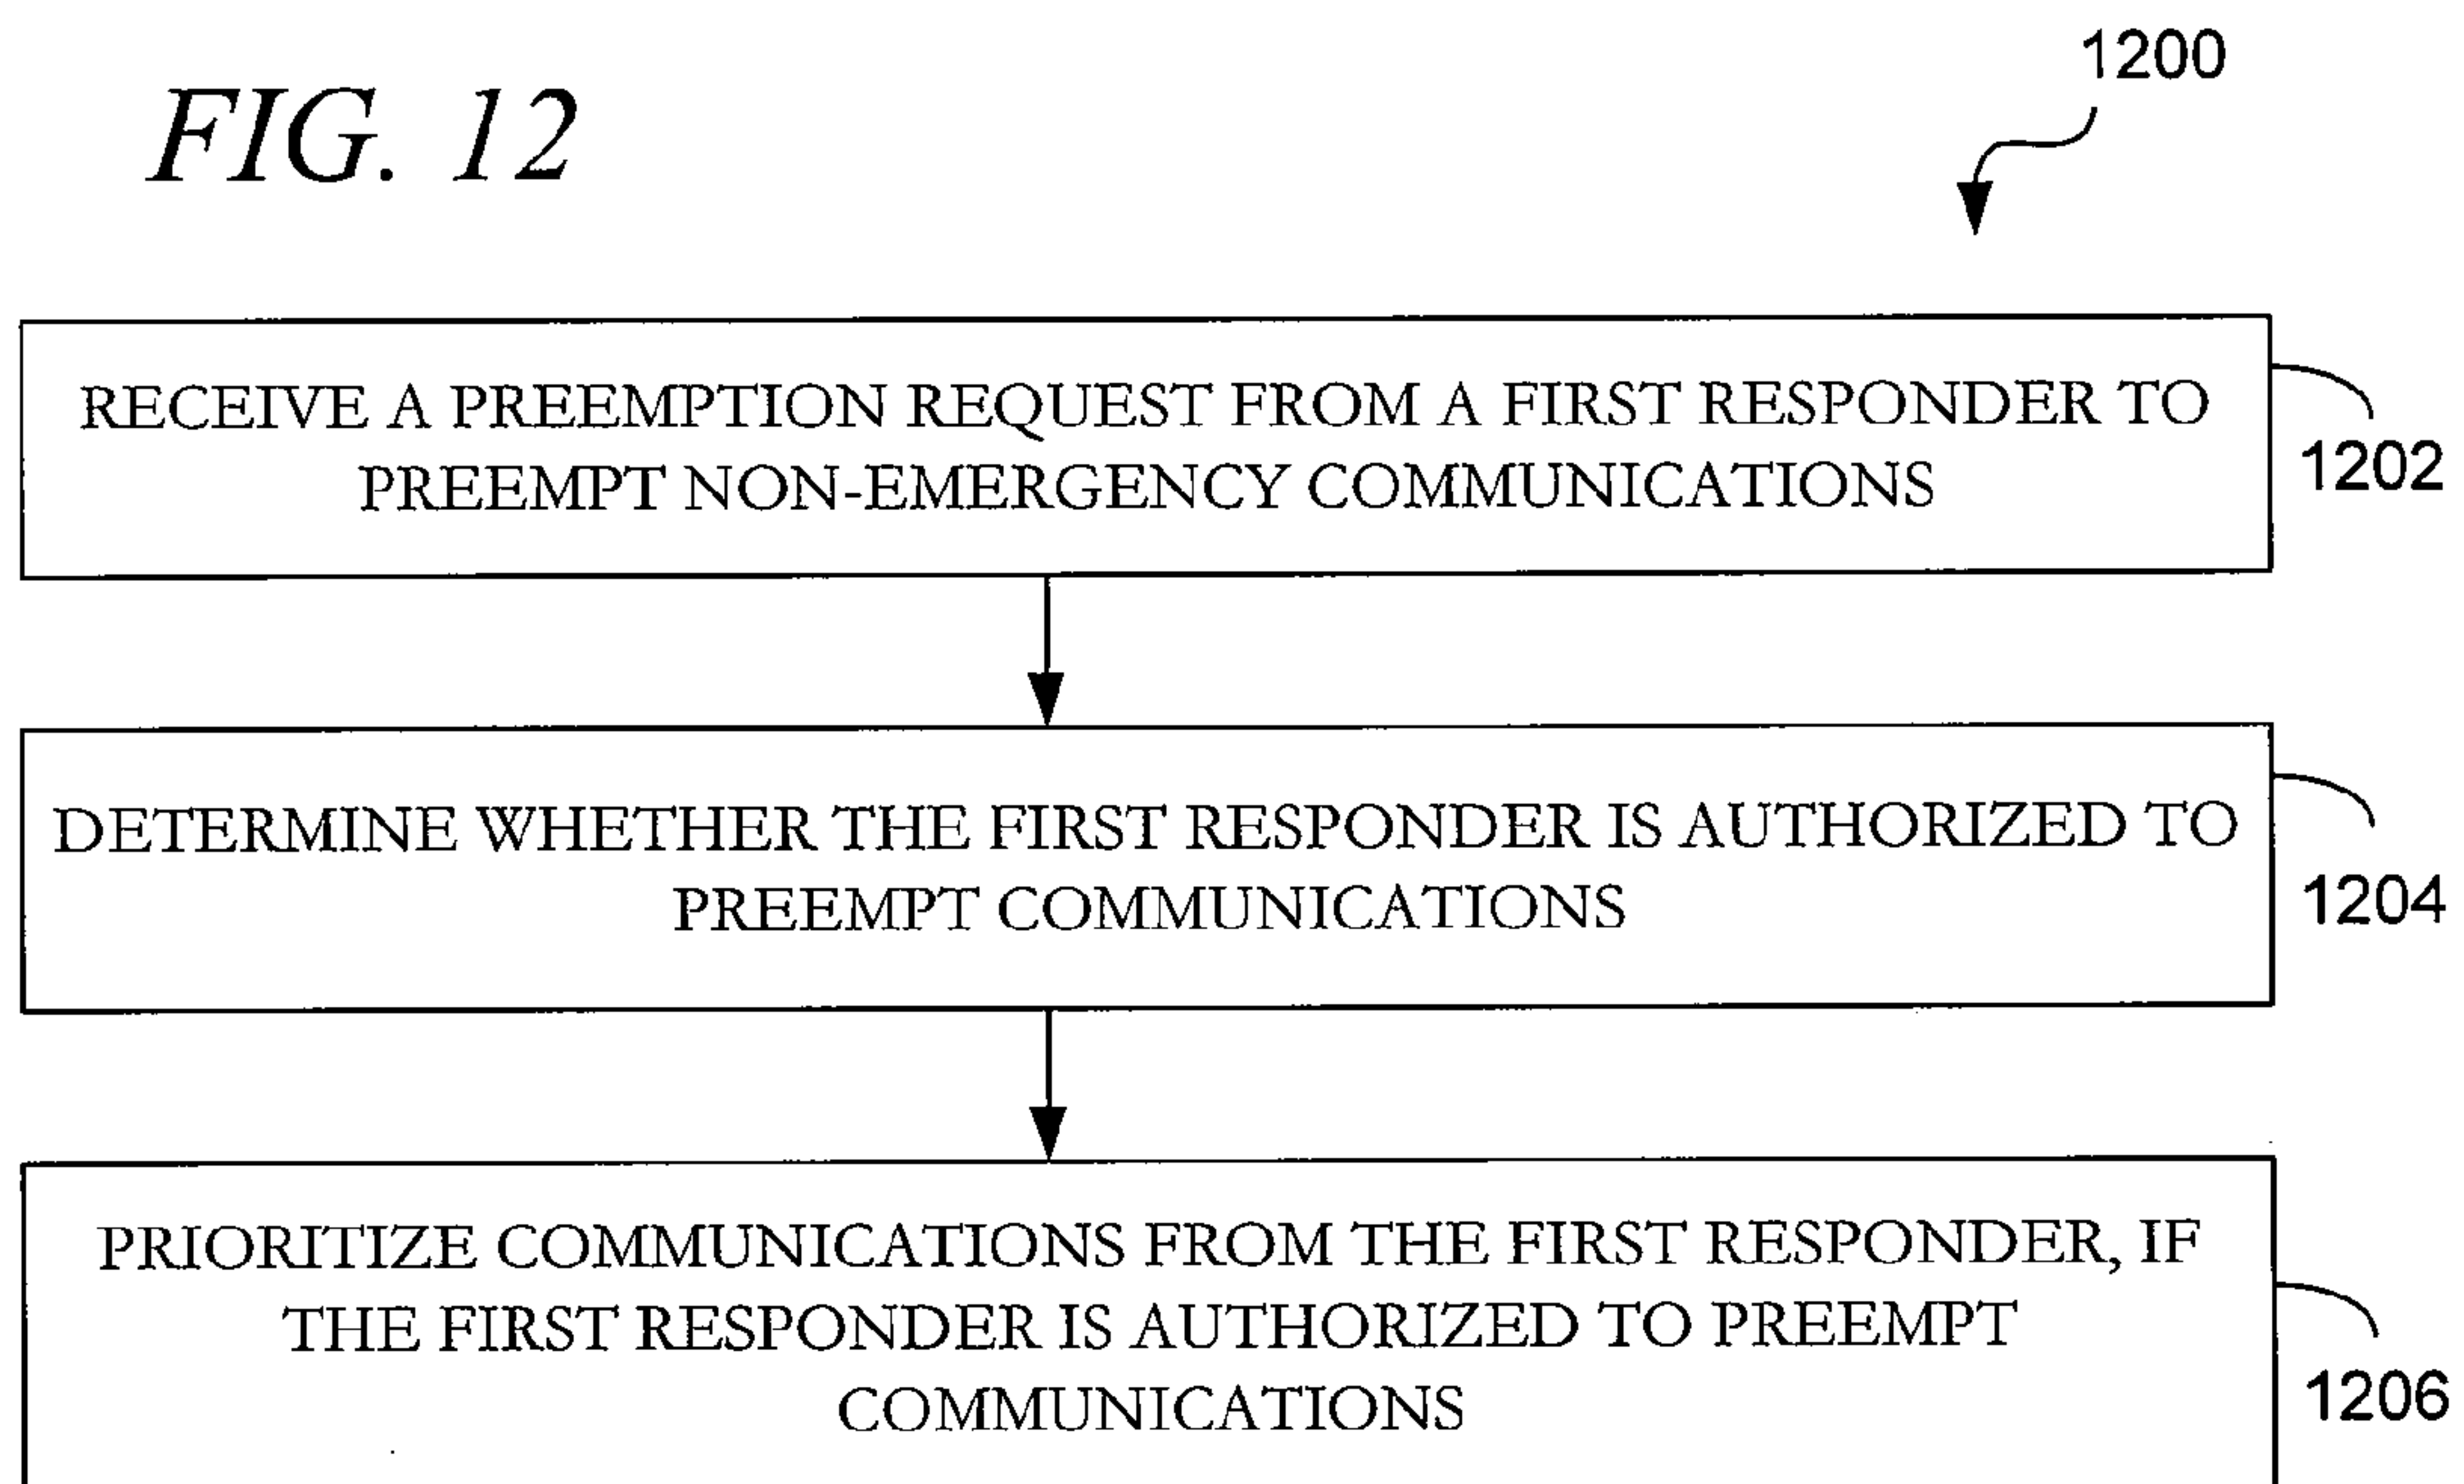 FIG. 12
1200
RECEIVE A PREEMPTION REQUEST FROM A FIRST RESPONDER TO
PREEMPT NON-EMERGENCY COMMUNICATIONS
1202
DETERMINE WHETHER THE FIRST RESPONDER IS AUTHORIZED TO
PREEMPT COMMUNICATIONS
1204
PRIORITIZE COMMUNICATIONS FROM THE FIRST RESPONDER, IF
THE FIRST RESPONDER IS AUTHORIZED TO PREEMPT
COMMUNICATIONS
1206